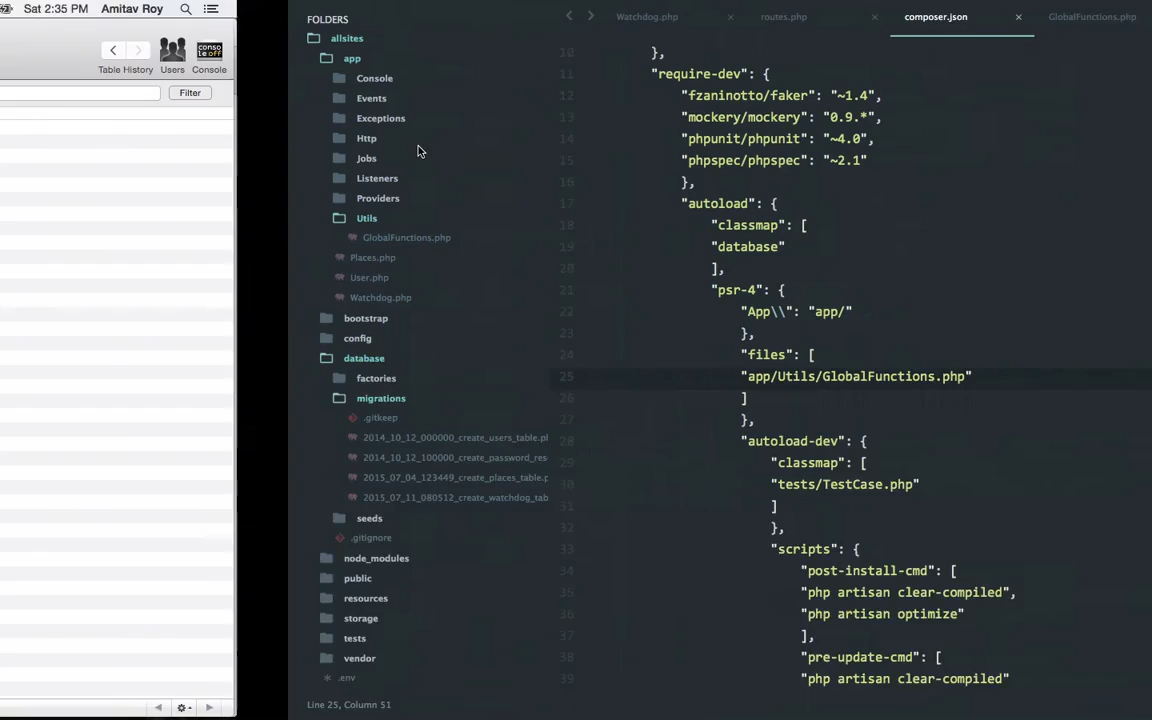 Sat 2:35 PM Amitav Roy
Table History Users Console
console off
Filter
FOLDERS
allsites
app
Console
Events
Exceptions
Http
Jobs
Listeners
Providers
Utils
GlobalFunctions.php
Places.php
User.php
Watchdog.php
bootstrap
config
database
factories
migrations
.gitkeep
2014_10_12_000000_create_users_table.pl
2014_10_12_100000_create_password_res
2015_07_04_123449_create_places_table.p
2015_07_11_080512_create_watchdog_tab
seeds
.gitignore
node_modules
public
resources
storage
tests
vendor
.env
Line 25, Column 51
Watchdog.php × routes.php × composer.json × GlobalFunctions.php
10 },
11 "require-dev": {
12 "fzaninotto/faker": "~1.4",
13 "mockery/mockery": "0.9.*",
14 "phpunit/phpunit": "~4.0",
15 "phpspec/phpspec": "~2.1"
16 },
17 "autoload": {
18 "classmap": [
19 "database"
20 ],
21 "psr-4": {
22 "App\\": "app/"
23 },
24 "files": [
25 "app/Utils/GlobalFunctions.php"
26 ]
27 },
28 "autoload-dev": {
29 "classmap": [
30 "tests/TestCase.php"
31 ]
32 },
33 "scripts": {
34 "post-install-cmd": [
35 "php artisan clear-compiled",
36 "php artisan optimize"
37 ],
38 "pre-update-cmd": [
39 "php artisan clear-compiled"